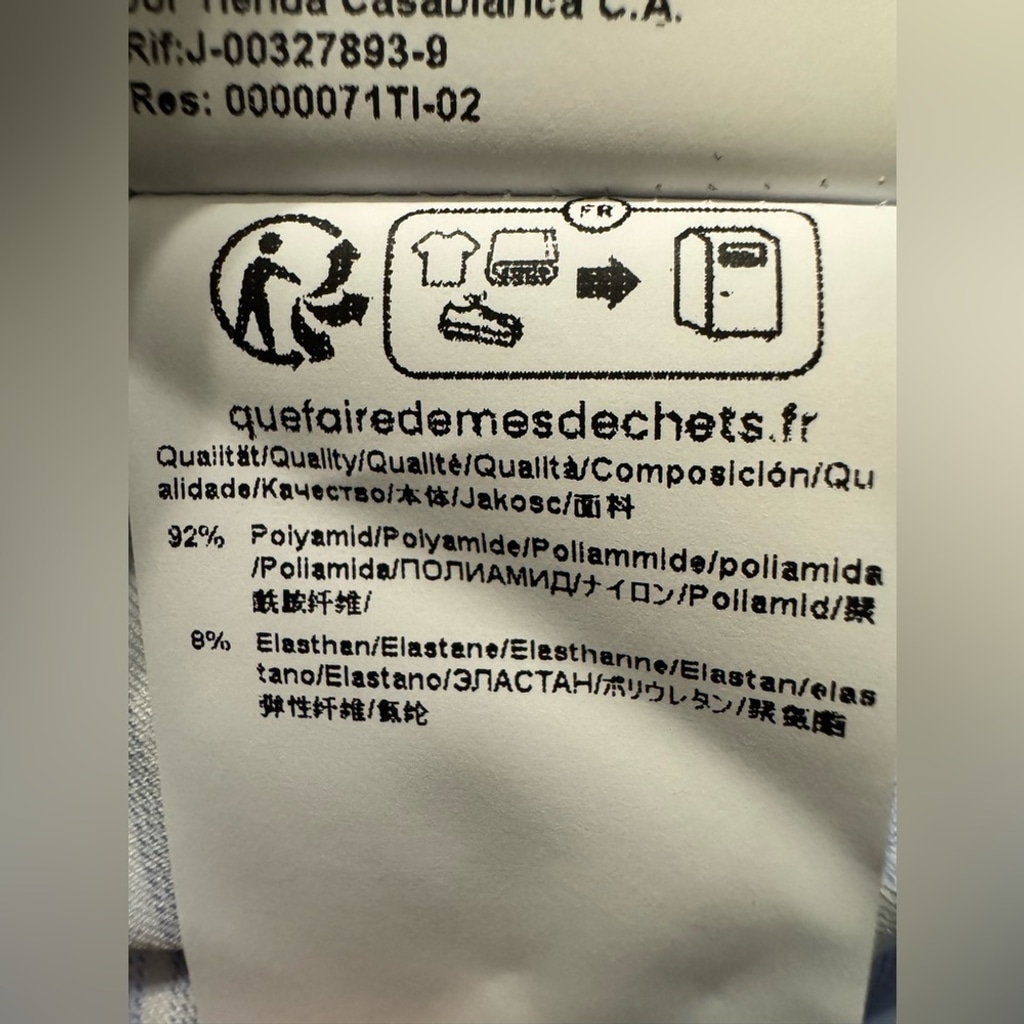 por Tienda Casablanca C.A.
Rif:J-00327893-9
Res: 0000071TI-02
FR
quefairedemesdechets.fr
Qualität/Quality/Qualité/Qualità/Composición/Qu
alidade/Качество/本体/Jakosc/面料
92% Polyamid/Polyamide/Poliammide/poliamida
/Poliamida/ПОЛИАМИД/ナイロン/Poliamid/聚
酰胺纤维/
8% Elasthan/Elastane/Elasthanne/Elastan/elas
tano/Elastano/ЭЛАСТАН/ポリウレタン/聚氨酯
弹性纤维/氨纶